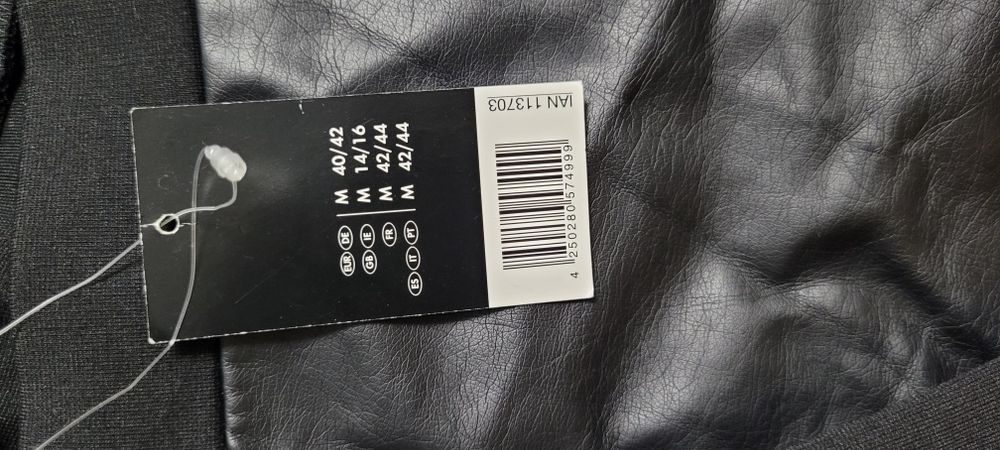 EUR DE M 40/42
GB IE M 14/16
FR M 42/44
ES IT PT M 42/44
IAN 113703
4 250280 574999